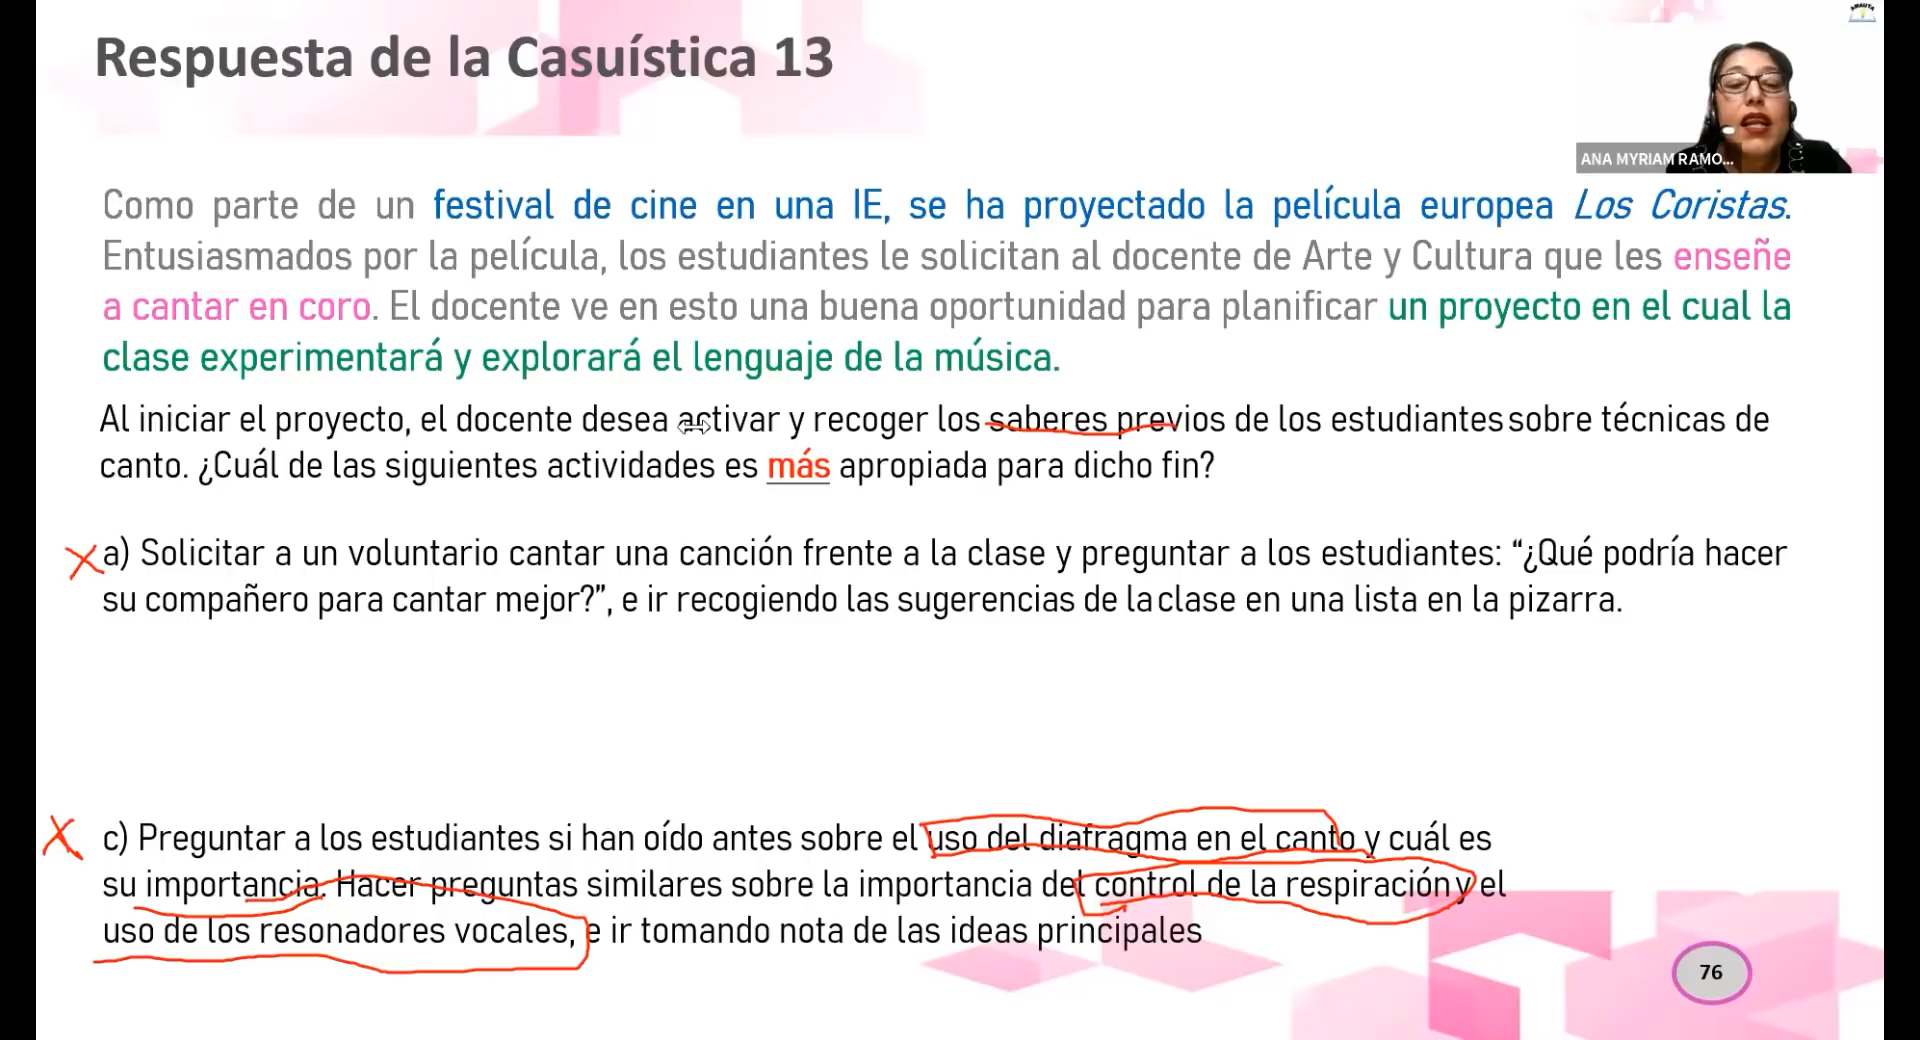 Respuesta de la Casuística 13
AMAUTA
ANA MYRIAM RAMO...
Como parte de un festival de cine en una IE, se ha proyectado la película europea Los Coristas.
Entusiasmados por la película, los estudiantes le solicitan al docente de Arte y Cultura que les enseñe
a cantar en coro. El docente ve en esto una buena oportunidad para planificar un proyecto en el cual la
clase experimentará y explorará el lenguaje de la música.
Al iniciar el proyecto, el docente desea activar y recoger los saberes previos de los estudiantes sobre técnicas de
canto. ¿Cuál de las siguientes actividades es más apropiada para dicho fin?
a) Solicitar a un voluntario cantar una canción frente a la clase y preguntar a los estudiantes: “¿Qué podría hacer
su compañero para cantar mejor?”, e ir recogiendo las sugerencias de la clase en una lista en la pizarra.
c) Preguntar a los estudiantes si han oído antes sobre el uso del diafragma en el canto y cuál es
su importancia. Hacer preguntas similares sobre la importancia del control de la respiración y el
uso de los resonadores vocales, e ir tomando nota de las ideas principales
76